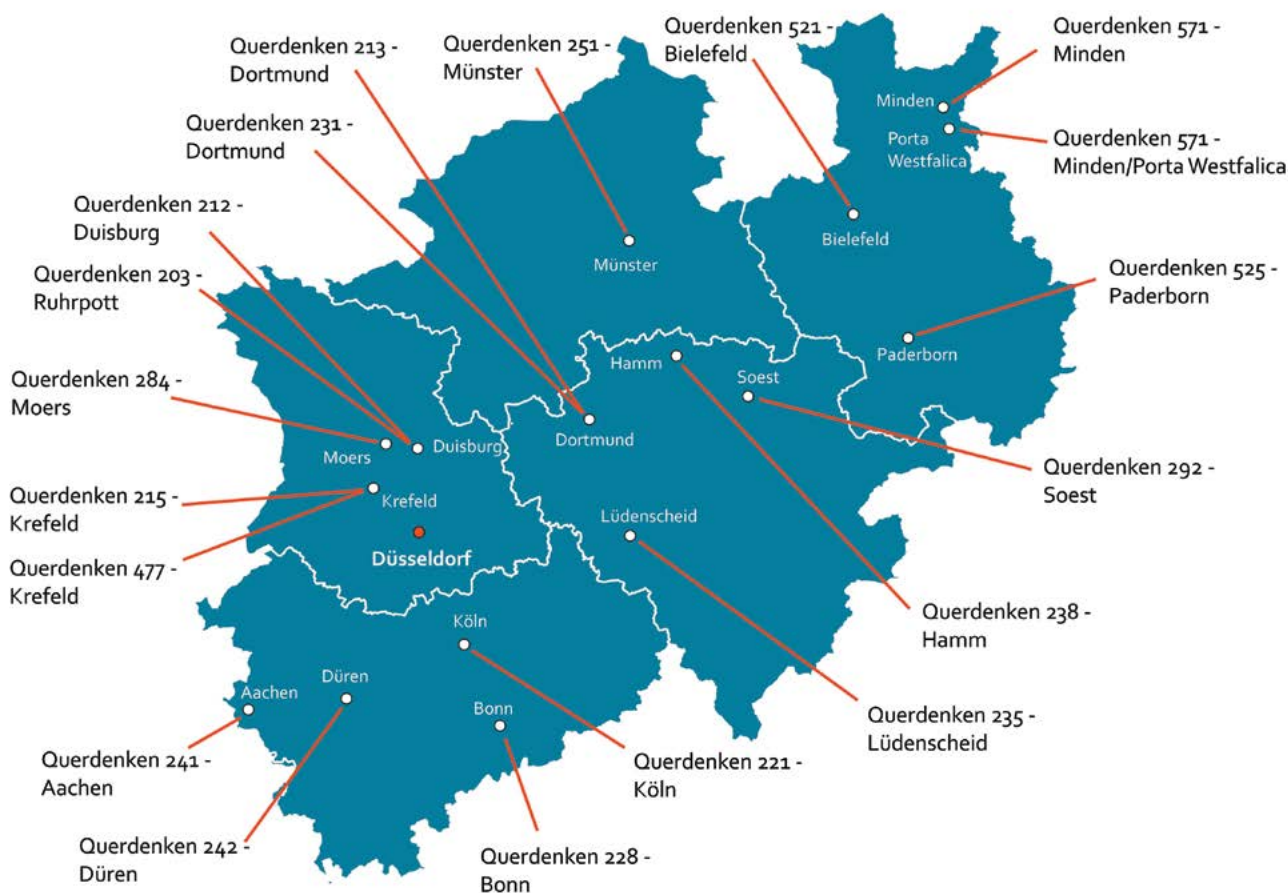 Querdenken 213 -
Dortmund
Querdenken 251 -
Münster
Querdenken 521 -
Bielefeld
Querdenken 571 -
Minden
Querdenken 231 -
Dortmund
Minden
Porta
Westfalica
Querdenken 571 -
Minden/Porta Westfalica
Querdenken 212 -
Duisburg
Bielefeld
Münster
Querdenken 203 -
Ruhrpott
Querdenken 525 -
Paderborn
Paderborn
Hamm
Soest
Querdenken 284 -
Moers
Dortmund
Moers
Duisburg
Querdenken 292 -
Soest
Querdenken 215 -
Krefeld
Krefeld
Lüdenscheid
Düsseldorf
Querdenken 477 -
Krefeld
Querdenken 238 -
Hamm
Köln
Düren
Aachen
Bonn
Querdenken 235 -
Lüdenscheid
Querdenken 241 -
Aachen
Querdenken 221 -
Köln
Querdenken 242 -
Düren
Querdenken 228 -
Bonn